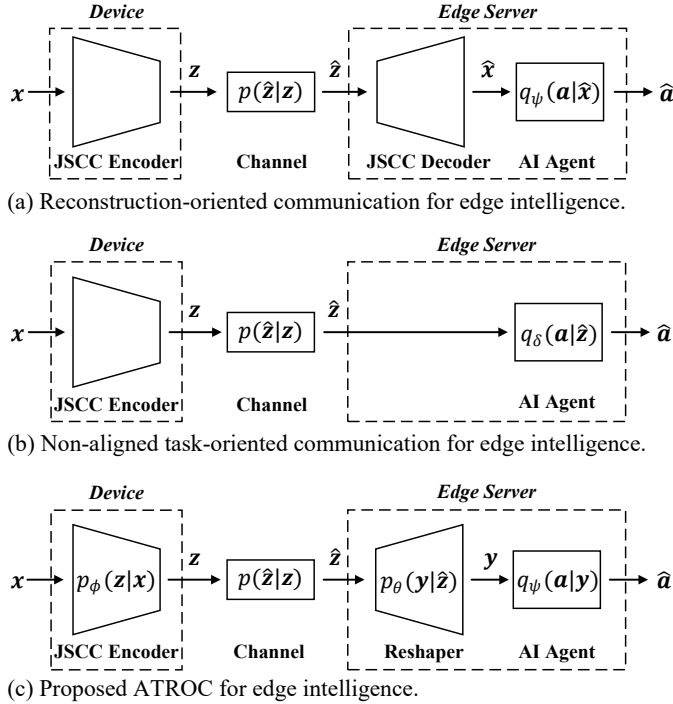 Device Edge Server
x z p(ẑ|z) ẑ x̂ q_ψ(a|x̂) â
JSCC Encoder Channel JSCC Decoder AI Agent
(a) Reconstruction-oriented communication for edge intelligence.
Device Edge Server
x z p(ẑ|z) ẑ q_δ(a|ẑ) â
JSCC Encoder Channel AI Agent
(b) Non-aligned task-oriented communication for edge intelligence.
Device Edge Server
x p_ϕ(z|x) z p(ẑ|z) ẑ p_θ(y|ẑ) y q_ψ(a|y) â
JSCC Encoder Channel Reshaper AI Agent
(c) Proposed ATROC for edge intelligence.